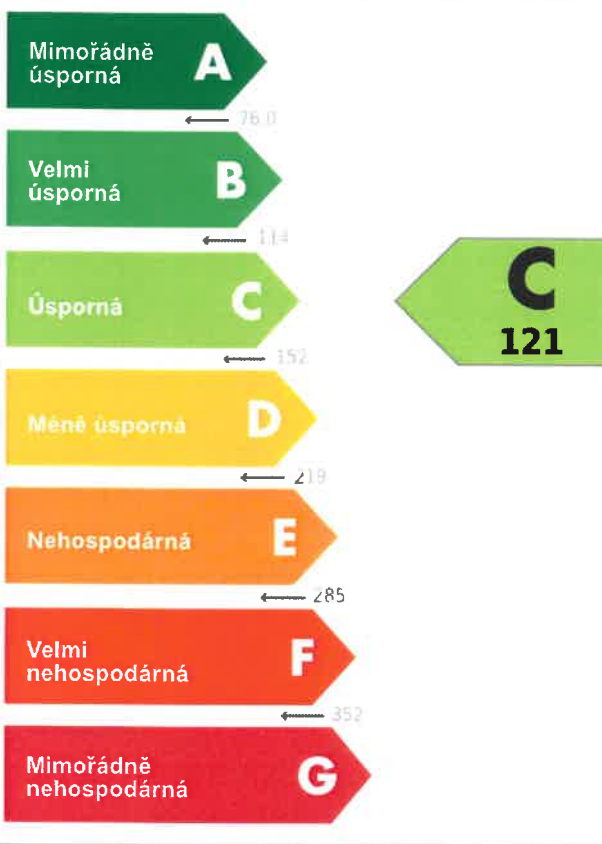 Mimořádně
úsporná
A
76.0
Velmi
úsporná
B
114
Úsporná
C
152
C
121
Méně úsporná
D
219
Nehospodárná
E
285
Velmi
nehospodárná
F
352
Mimořádně
nehospodárná
G